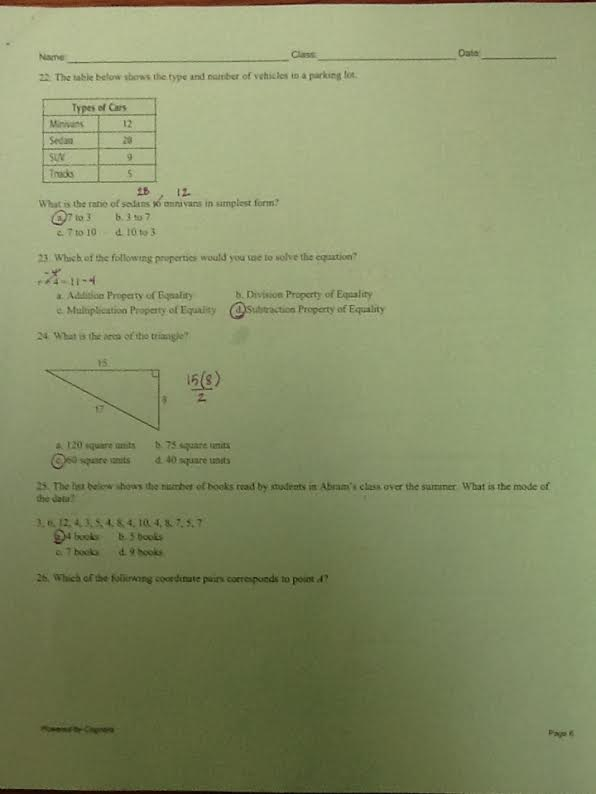 Name: Class: Date:
22. The table below shows the type and number of vehicles in a parking lot.
Types of Cars
Minivans 12
Sedan 28
SUV 9
Trucks 5
28 12
What is the ratio of sedans to minivans in simplest form?
a. 7 to 3 b. 3 to 7
c. 7 to 10 d. 10 to 3
23. Which of the following properties would you use to solve the equation?
-4
+ 4 = 11 -4
a. Addition Property of Equality b. Division Property of Equality
c. Multiplication Property of Equality d. Subtraction Property of Equality
24. What is the area of the triangle?
15
15(8)
2
8
17
a. 120 square units b. 75 square units
c. 60 square units d. 40 square units
25. The list below shows the number of books read by students in Abram's class over the summer. What is the mode of
the data?
3, 6, 12, 4, 3, 5, 4, 8, 4, 10, 4, 8, 7, 5, 7
a. 4 books b. 5 books
c. 7 books d. 9 books
26. Which of the following coordinate pairs corresponds to point A?
Powered by Cognero Page 6